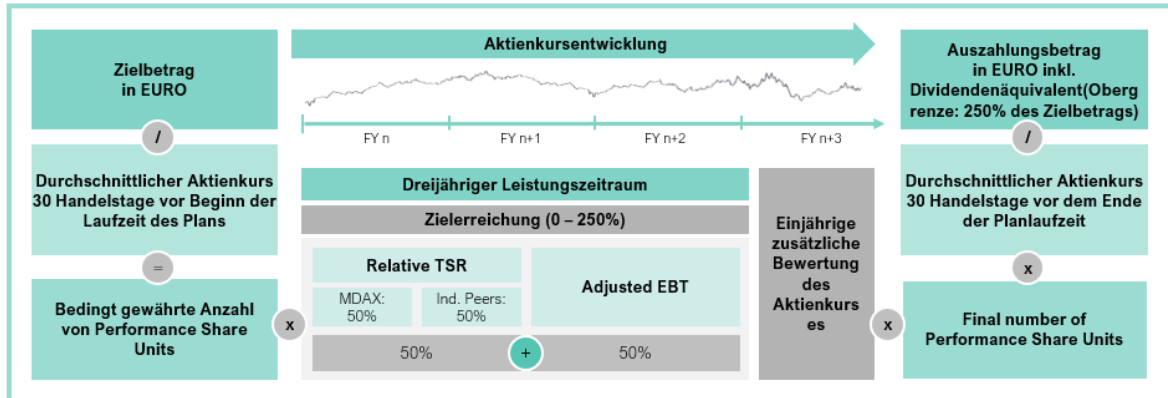 Zielbetrag
in EURO
/
Durchschnittlicher Aktienkurs
30 Handelstage vor Beginn der
Laufzeit des Plans
=
Bedingt gewährte Anzahl
von Performance Share
Units
x
Aktienkursentwicklung
FY n
FY n+1
FY n+2
FY n+3
Dreijähriger Leistungszeitraum
Zielerreichung (0 – 250%)
Relative TSR
MDAX:
50%
Ind. Peers:
50%
Adjusted EBT
50%
+
50%
Einjährige
zusätzliche
Bewertung
des
Aktienkurs
es
x
Auszahlungsbetrag
in EURO inkl.
Dividendenäquivalent(Oberg
renze: 250% des Zielbetrags)
/
Durchschnittlicher Aktienkurs
30 Handelstage vor dem Ende
der Planlaufzeit
x
Final number of
Performance Share Units